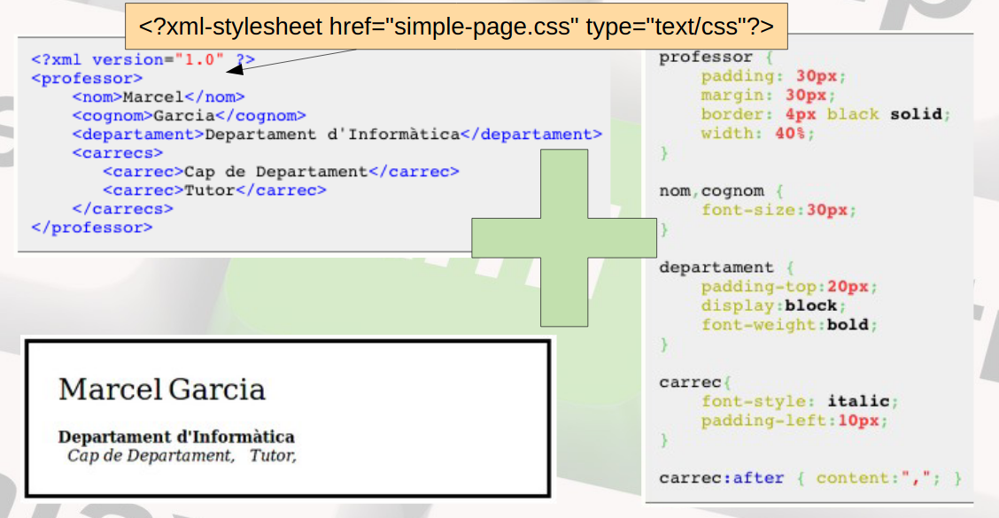 <?xml-stylesheet href="simple-page.css" type="text/css"?>
<?xml version="1.0" ?>
<professor>
<nom>Marcel</nom>
<cognom>Garcia</cognom>
<departament>Departament d'Informàtica</departament>
<carrecs>
<carrec>Cap de Departament</carrec>
<carrec>Tutor</carrec>
</carrecs>
</professor>
professor {
padding: 30px;
margin: 30px;
border: 4px black solid;
width: 40%;
}
nom,cognom {
font-size:30px;
}
departament {
padding-top:20px;
display:block;
font-weight:bold;
}
carrec{
font-style: italic;
padding-left:10px;
}
carrec:after { content:","; }
Marcel Garcia
Departament d'Informàtica
Cap de Departament, Tutor,